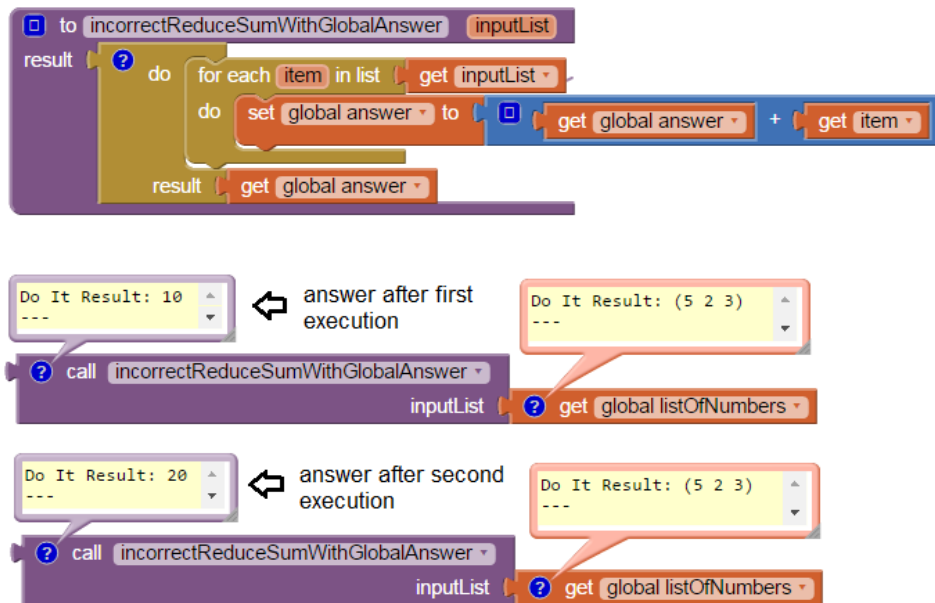 to incorrectReduceSumWithGlobalAnswer inputList
result
do for each item in list get inputList
do set global answer to get global answer + get item
result get global answer
Do It Result: 10
---
answer after first
execution
Do It Result: (5 2 3)
---
? call incorrectReduceSumWithGlobalAnswer
inputList ? get global listOfNumbers
Do It Result: 20
---
answer after second
execution
Do It Result: (5 2 3)
---
? call incorrectReduceSumWithGlobalAnswer
inputList ? get global listOfNumbers